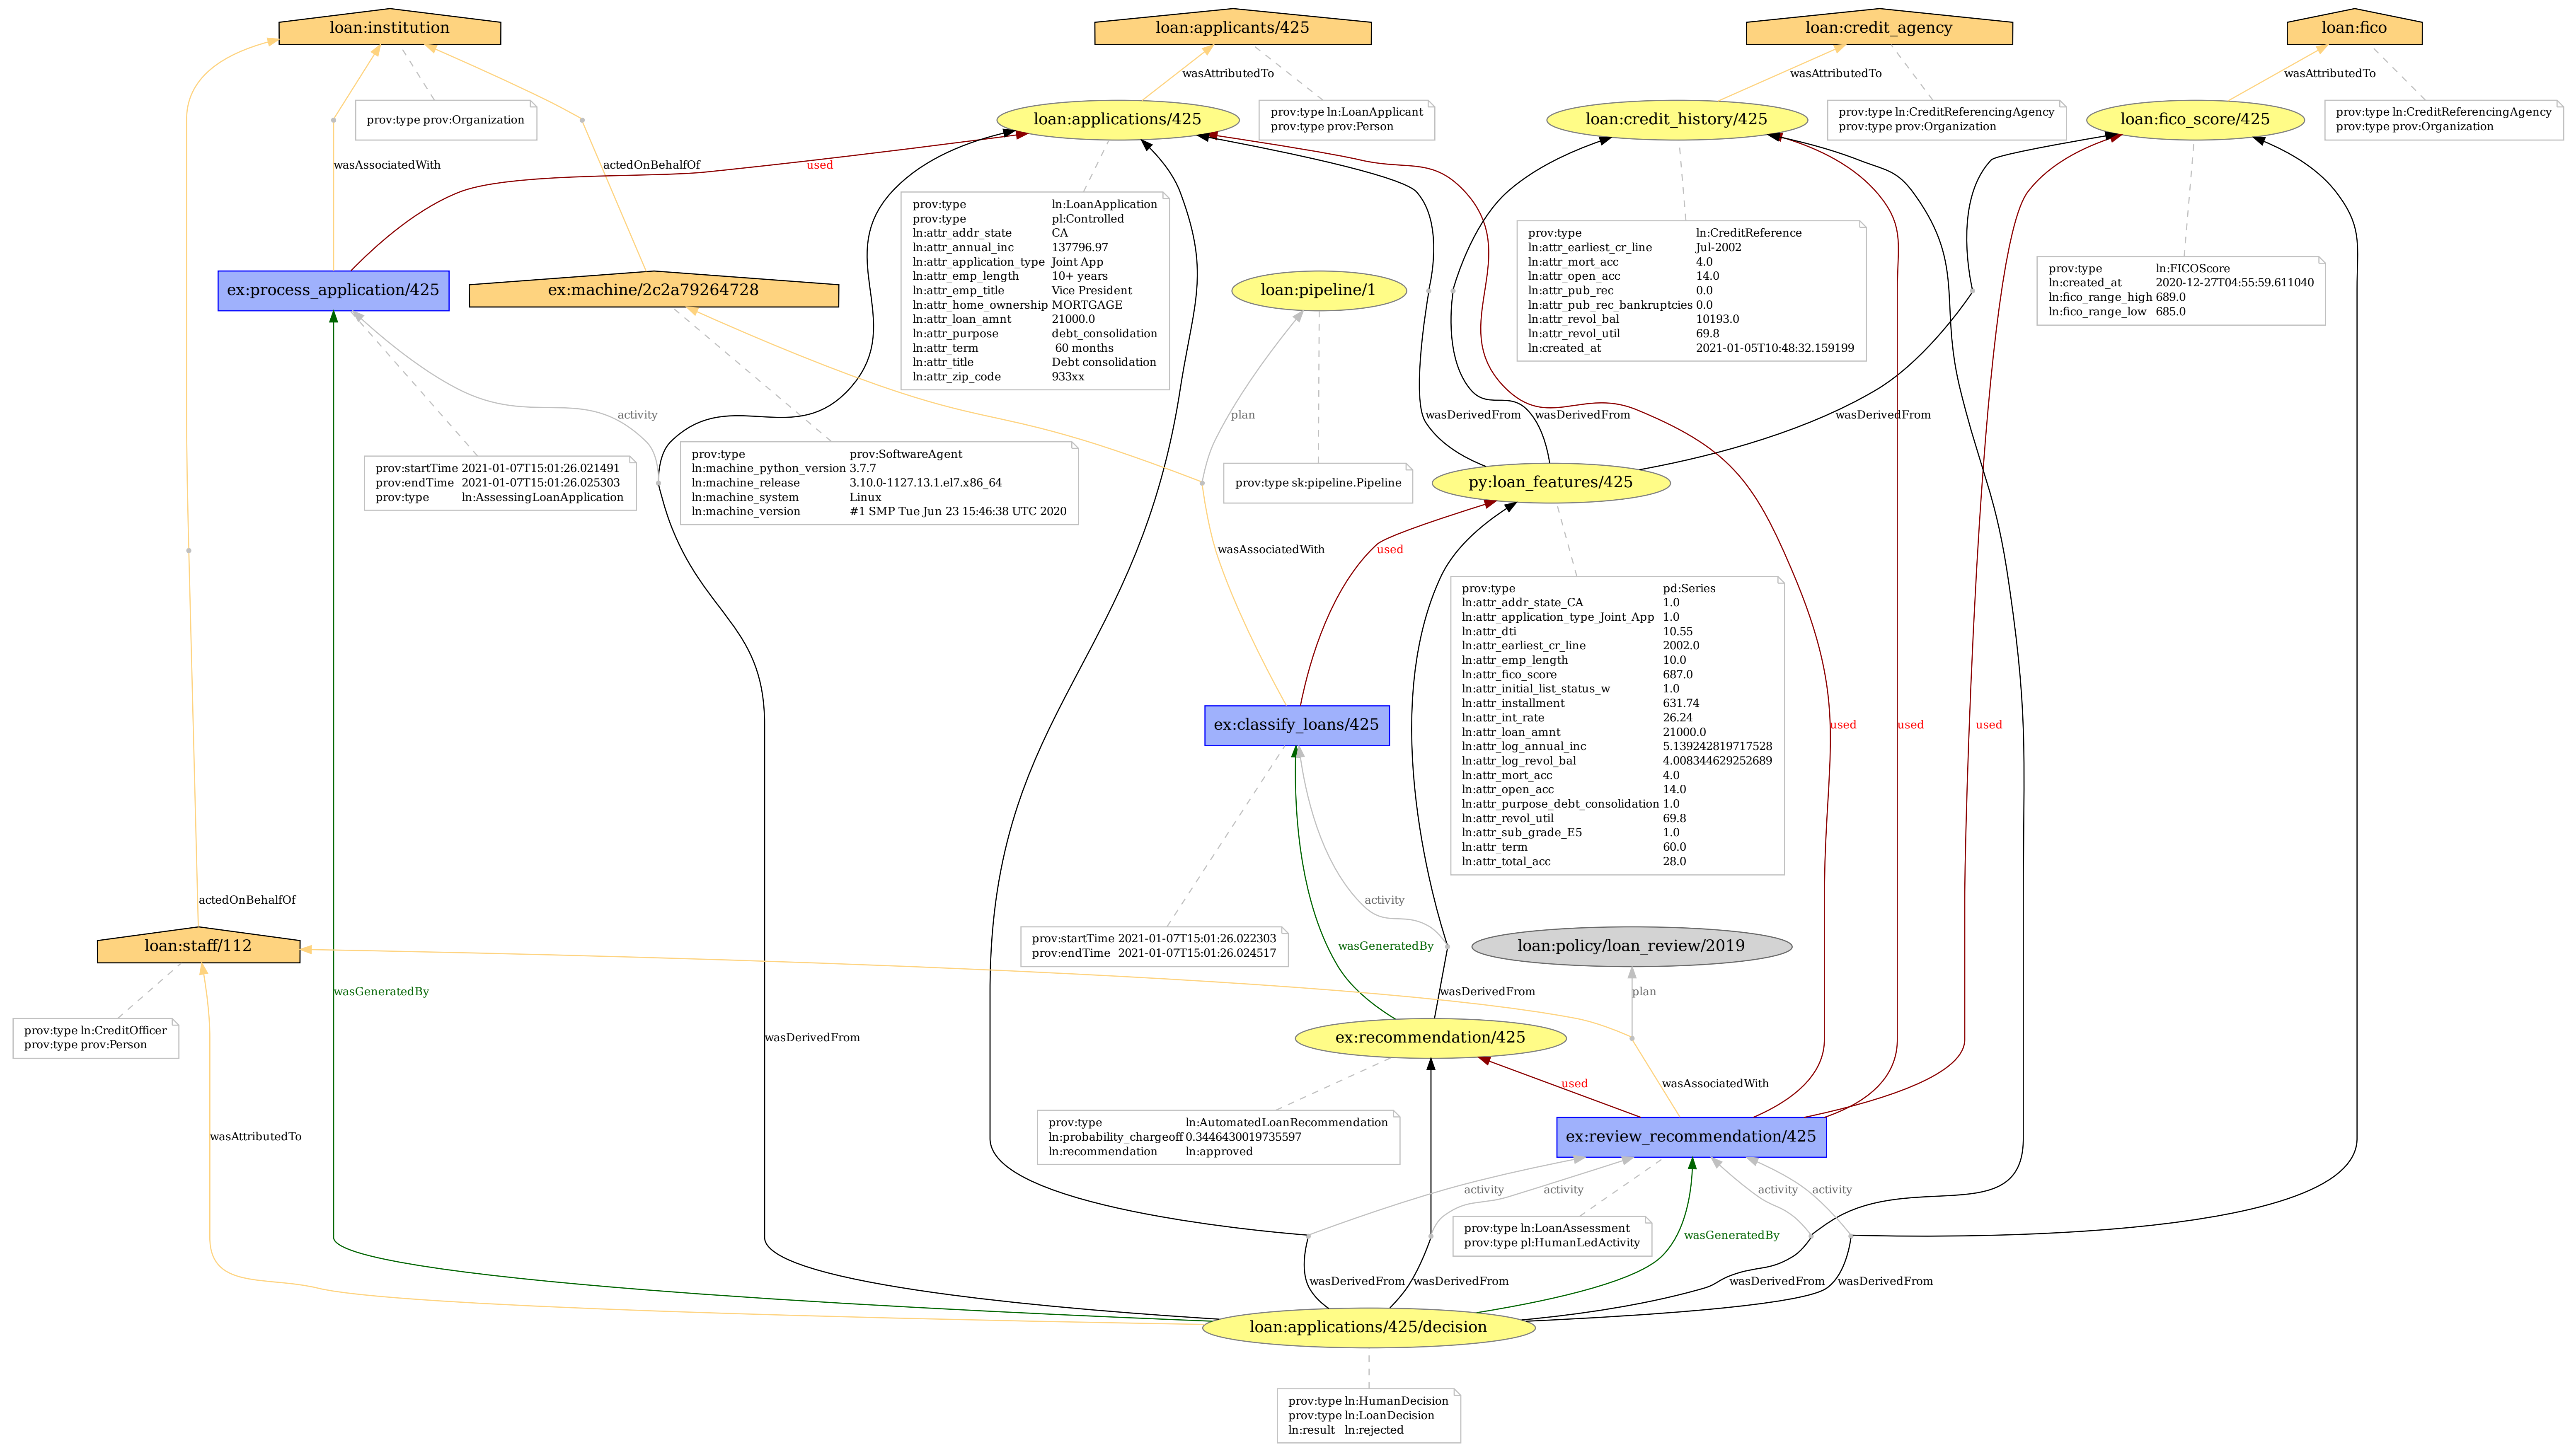 loan:institution
loan:applicants/425
loan:credit_agency
loan:fico
wasAttributedTo
wasAttributedTo
wasAttributedTo
prov:type prov:Organization
loan:applications/425
prov:type ln:LoanApplicant
prov:type prov:Person
loan:credit_history/425
prov:type ln:CreditReferencingAgency
prov:type prov:Organization
loan:fico_score/425
prov:type ln:CreditReferencingAgency
prov:type prov:Organization
wasAssociatedWith
actedOnBehalfOf
used
prov:type ln:LoanApplication
prov:type pl:Controlled
ln:attr_addr_state CA
ln:attr_annual_inc 137796.97
ln:attr_application_type Joint App
ln:attr_emp_length 10+ years
ln:attr_emp_title Vice President
ln:attr_home_ownership MORTGAGE
ln:attr_loan_amnt 21000.0
ln:attr_purpose debt_consolidation
ln:attr_term 60 months
ln:attr_title Debt consolidation
ln:attr_zip_code 933xx
prov:type ln:CreditReference
ln:attr_earliest_cr_line Jul-2002
ln:attr_mort_acc 4.0
ln:attr_open_acc 14.0
ln:attr_pub_rec 0.0
ln:attr_pub_rec_bankruptcies 0.0
ln:attr_revol_bal 10193.0
ln:attr_revol_util 69.8
ln:created_at 2021-01-05T10:48:32.159199
prov:type ln:FICOScore
ln:created_at 2020-12-27T04:55:59.611040
ln:fico_range_high 689.0
ln:fico_range_low 685.0
ex:process_application/425
ex:machine/2c2a79264728
loan:pipeline/1
activity
plan
wasDerivedFrom
wasDerivedFrom
wasDerivedFrom
prov:startTime 2021-01-07T15:01:26.021491
prov:endTime 2021-01-07T15:01:26.025303
prov:type ln:AssessingLoanApplication
prov:type prov:SoftwareAgent
ln:machine_python_version 3.7.7
ln:machine_release 3.10.0-1127.13.1.el7.x86_64
ln:machine_system Linux
ln:machine_version #1 SMP Tue Jun 23 15:46:38 UTC 2020
prov:type sk:pipeline.Pipeline
py:loan_features/425
wasAssociatedWith
used
prov:type pd:Series
ln:attr_addr_state_CA 1.0
ln:attr_application_type_Joint_App 1.0
ln:attr_dti 10.55
ln:attr_earliest_cr_line 2002.0
ln:attr_emp_length 10.0
ln:attr_fico_score 687.0
ln:attr_initial_list_status_w 1.0
ln:attr_installment 631.74
ln:attr_int_rate 26.24
ln:attr_loan_amnt 21000.0
ln:attr_log_annual_inc 5.139242819717528
ln:attr_log_revol_bal 4.008344629252689
ln:attr_mort_acc 4.0
ln:attr_open_acc 14.0
ln:attr_purpose_debt_consolidation 1.0
ln:attr_revol_util 69.8
ln:attr_sub_grade_E5 1.0
ln:attr_term 60.0
ln:attr_total_acc 28.0
ex:classify_loans/425
used
used
used
actedOnBehalfOf
activity
loan:staff/112
prov:startTime 2021-01-07T15:01:26.022303
prov:endTime 2021-01-07T15:01:26.024517
wasGeneratedBy
loan:policy/loan_review/2019
wasGeneratedBy
wasDerivedFrom
plan
prov:type ln:CreditOfficer
prov:type prov:Person
wasDerivedFrom
ex:recommendation/425
used
wasAssociatedWith
prov:type ln:AutomatedLoanRecommendation
ln:probability_chargeoff 0.3446430019735597
ln:recommendation ln:approved
wasAttributedTo
ex:review_recommendation/425
activity
activity
activity
activity
prov:type ln:LoanAssessment
prov:type pl:HumanLedActivity
wasGeneratedBy
wasDerivedFrom
wasDerivedFrom
wasDerivedFrom
wasDerivedFrom
loan:applications/425/decision
prov:type ln:HumanDecision
prov:type ln:LoanDecision
ln:result ln:rejected